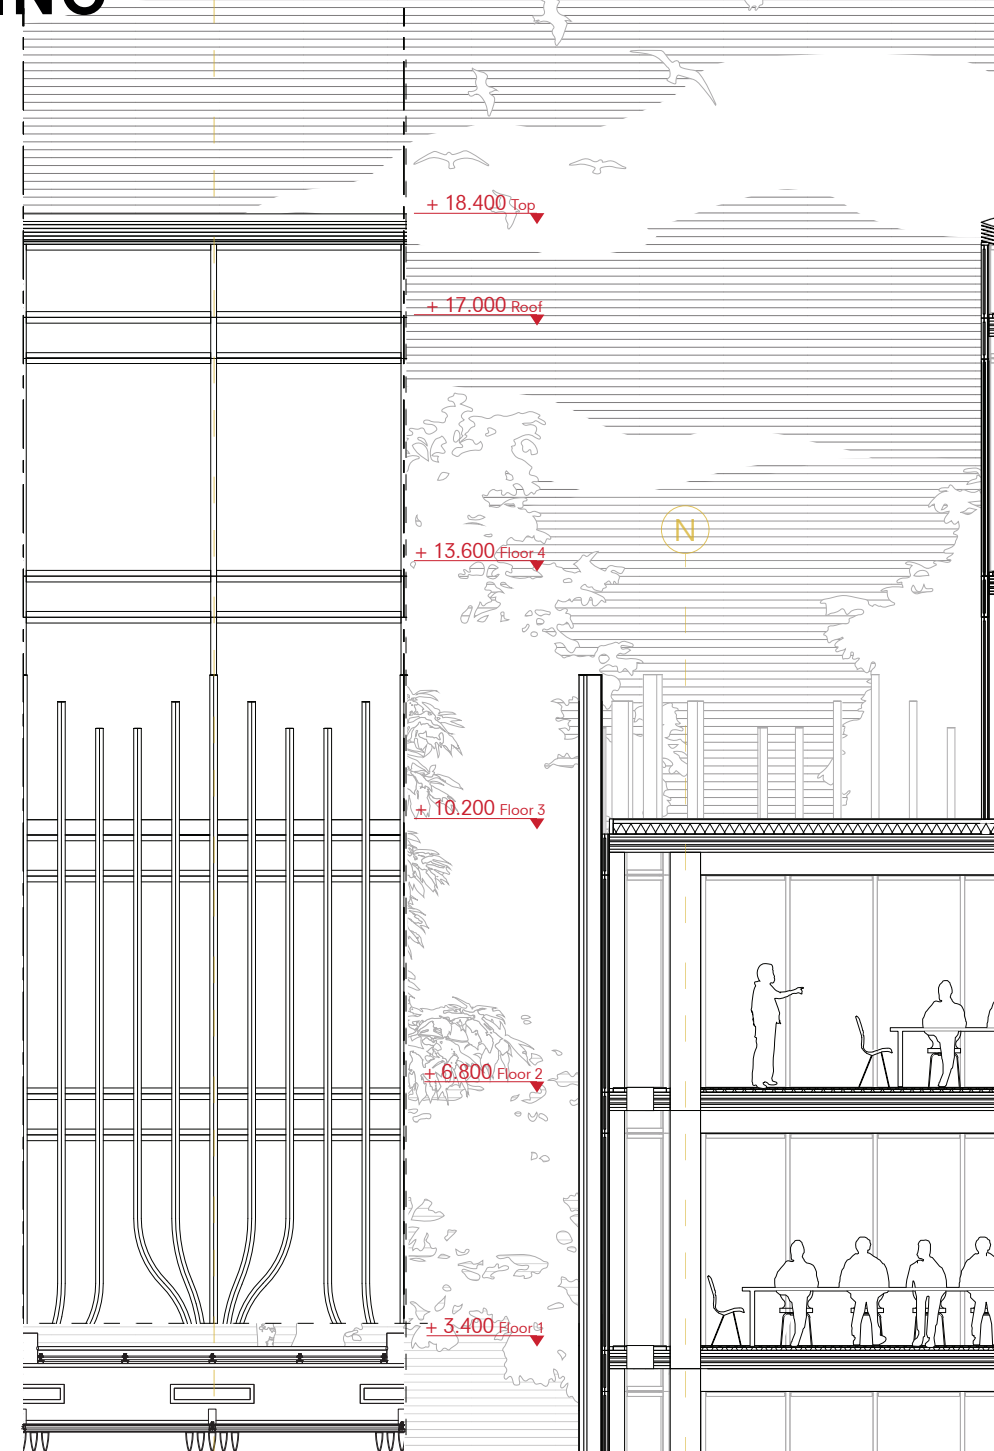 + 18.400 Top
+ 17.000 Roof
N
+ 13.600 Floor 4
+ 10.200 Floor 3
+ 6.800 Floor 2
+ 3.400 Floor 1